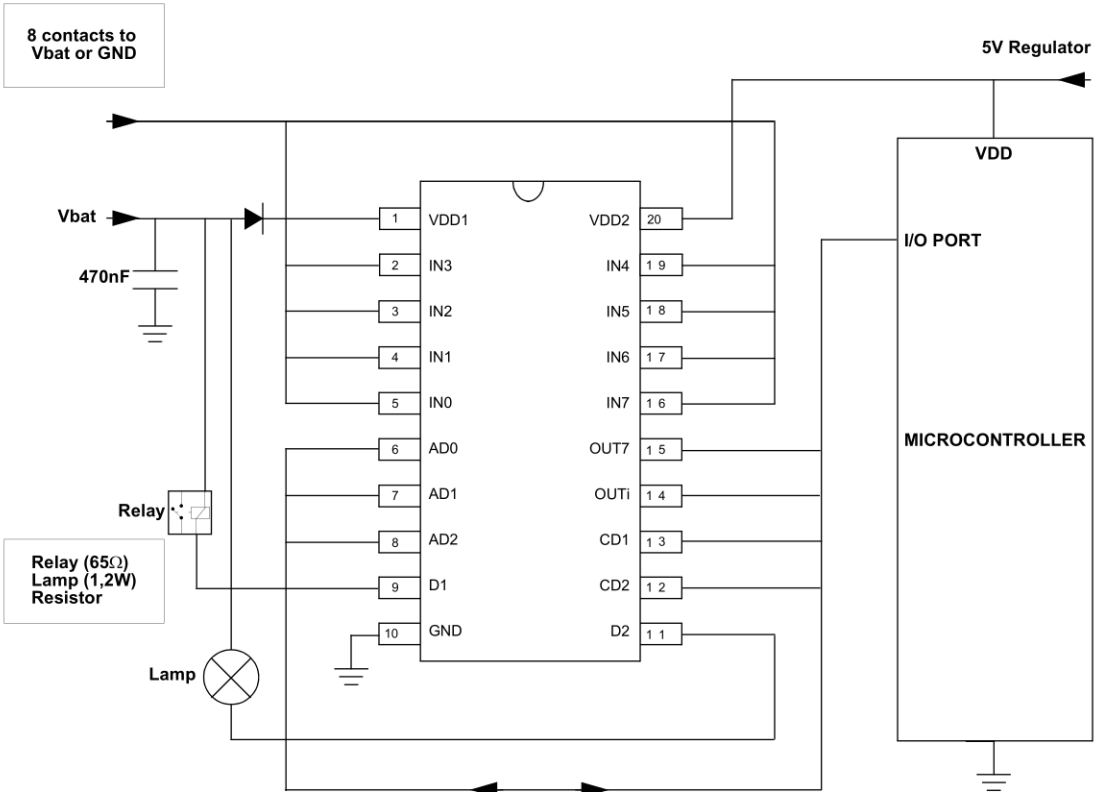 8 contacts to
Vbat or GND
5V Regulator
VDD
Vbat
1
VDD1
VDD2
20
I/O PORT
470nF
2
IN3
IN4
1 9
3
IN2
IN5
1 8
4
IN1
IN6
1 7
5
IN0
IN7
1 6
6
AD0
OUT7
1 5
MICROCONTROLLER
7
AD1
OUTi
1 4
Relay
8
AD2
CD1
1 3
Relay (65Ω)
Lamp (1,2W)
Resistor
9
D1
CD2
1 2
10
GND
D2
1 1
Lamp